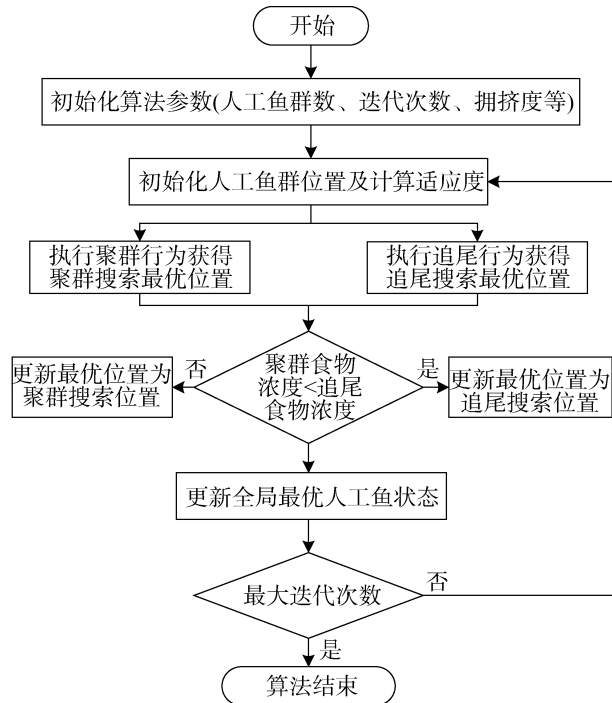 开始
初始化算法参数(人工鱼群数、迭代次数、拥挤度等)
初始化人工鱼群位置及计算适应度
执行聚群行为获得
聚群搜索最优位置
执行追尾行为获得
追尾搜索最优位置
聚群食物
浓度<追尾
食物浓度
否
是
更新最优位置为
聚群搜索位置
更新最优位置为
追尾搜索位置
更新全局最优人工鱼状态
最大迭代次数
否
是
算法结束